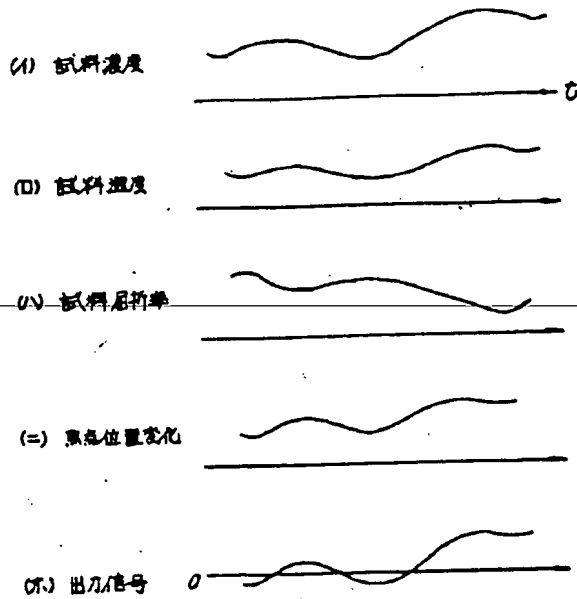 (イ) 試料濃度
t
(ロ) 試料温度
(ハ) 試料屈折率
(ニ) 焦点位置変化
(ホ) 出力信号 0